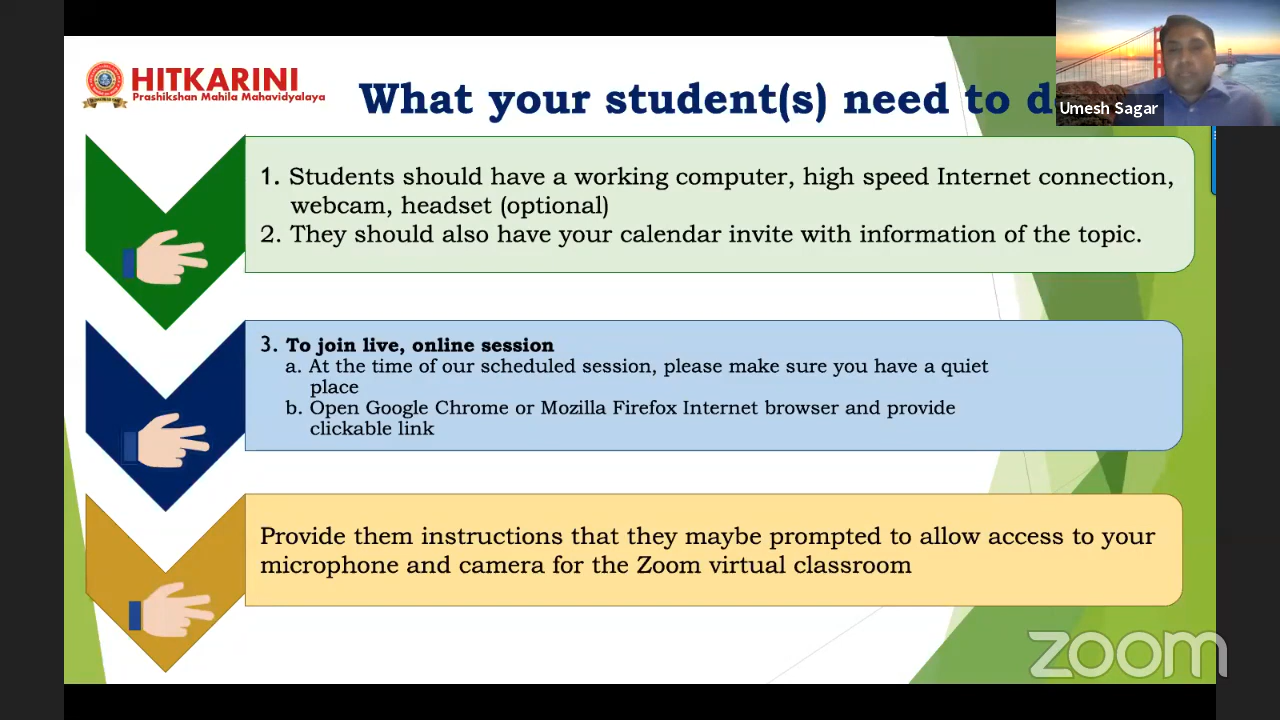 HITKARINI
Prashikshan Mahila Mahavidyalaya
What your student(s) need to d
Umesh Sagar
1. Students should have a working computer, high speed Internet connection,
webcam, headset (optional)
2. They should also have your calendar invite with information of the topic.
3. To join live, online session
a. At the time of our scheduled session, please make sure you have a quiet
place
b. Open Google Chrome or Mozilla Firefox Internet browser and provide
clickable link
Provide them instructions that they maybe prompted to allow access to your
microphone and camera for the Zoom virtual classroom
zoom